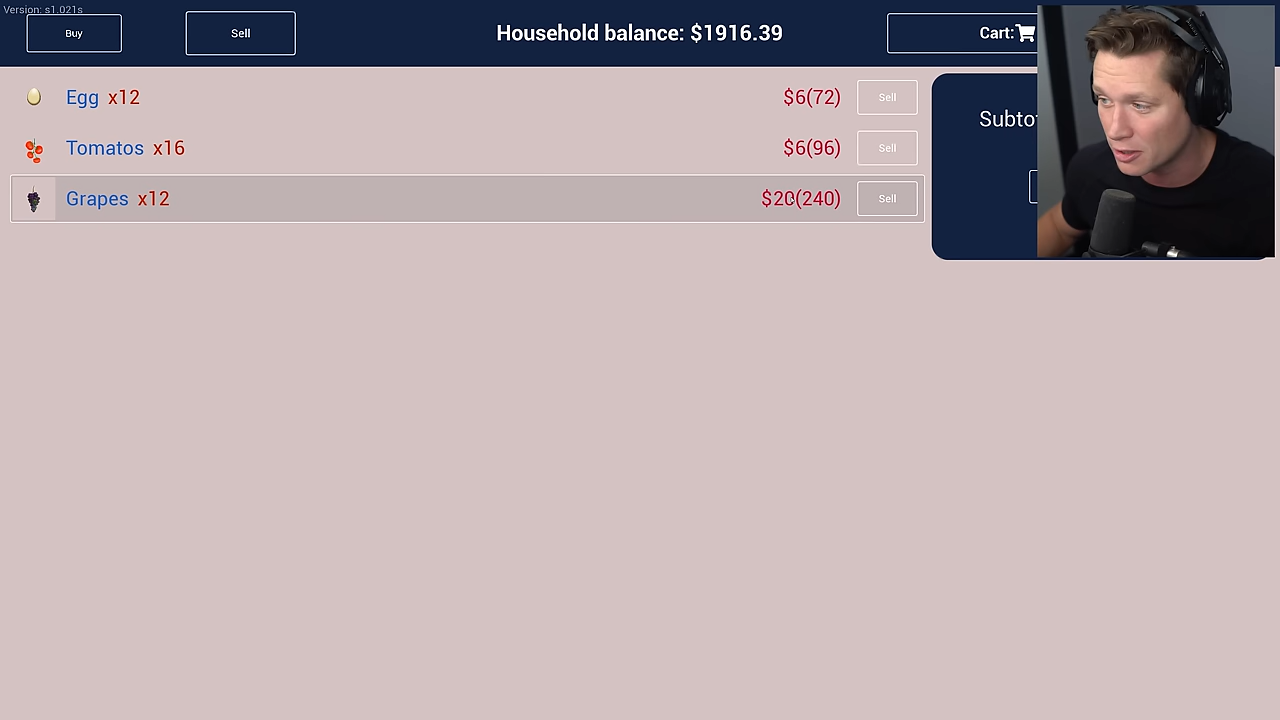 Version: s1.021s
Buy
Sell
Household balance: $1916.39
Cart:
Egg x12 $6(72) Sell
Tomatos x16 $6(96) Sell
Grapes x12 $20(240) Sell